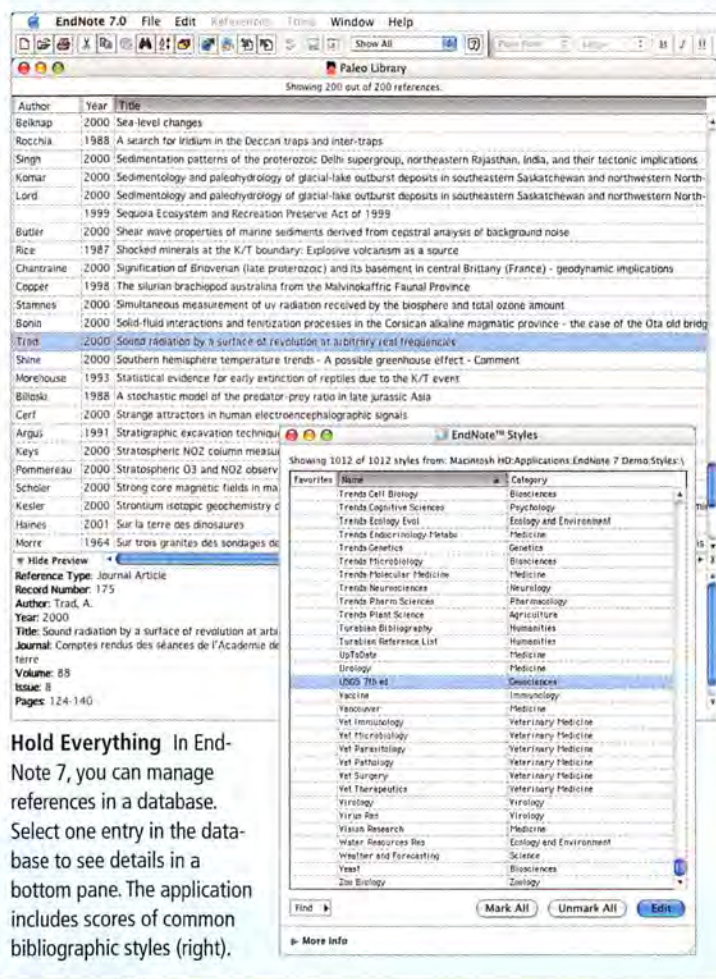 EndNote 7.0 File Edit References Window Help
Show All
Paleo Library
Showing 200 out of 200 references.
Author Year Title
Belknap 2000 Sea-level changes
Rocchia 1988 A search for iridium in the Deccan traps and inter-traps
Singh 2000 Sedimentation patterns of the proterozoic Delhi supergroup, northeastern Rajasthan, India, and their tectonic implications
Komar 2000 Sedimentology and paleohydrology of glacial-lake outburst deposits in southeastern Saskatchewan and northwestern North-
Lord 2000 Sedimentology and paleohydrology of glacial-lake outburst deposits in southeastern Saskatchewan and northwestern North-
1999 Sequoia Ecosystem and Recreation Preserve Act of 1999
Butler 2000 Shear wave properties of marine sediments derived from cepstral analysis of background noise
Rice 1987 Shocked minerals at the K/T boundary: Explosive volcanism as a source
Chantraine 2000 Signification of Brioverian (late proterozoic) and its basement in central Brittany (France) - geodynamic implications
Copper 1998 The silurian brachiopod australina from the Malvinokaffric Faunal Province
Stamnes 2000 Simultaneous measurement of uv radiation received by the biosphere and total ozone amount
Bonin 2000 Solid-fluid interactions and fenitization processes in the Corsican alkaline magmatic province - the case of the Ota old bridg
Trad 2000 Sound radiation by a surface of revolution at arbitrary real frequencies
Shine 2000 Southern hemisphere temperature trends - A possible greenhouse effect - Comment
Morehouse 1993 Statistical evidence for early extinction of reptiles due to the K/T event
Billoski 1988 A stochastic model of the predator-prey ratio in late jurassic Asia
Cerf 2000 Strange attractors in human electroencephalographic signals
Argus 1991 Stratigraphic excavation techniqu
Keys 2000 Stratospheric NO2 column measu
Pommereau 2000 Stratospheric O3 and NO2 observ
Scholer 2000 Strong core magnetic fields in ma
Kesler 2000 Strontium isotopic geochemistry o
Haines 2001 Sur la terre des dinosaures
Morre 1964 Sur trois granites des sondages de
Hide Preview
Reference Type: Journal Article
Record Number: 175
Author: Trad, A.
Year: 2000
Title: Sound radiation by a surface of revolution at arbi
Journal: Comptes rendus des séances de l'Academie de
terre
Volume: 88
Issue: 8
Pages: 124-140
EndNote™ Styles
Showing 1012 of 1012 styles from: Macintosh HD:Applications:EndNote 7 Demo:Styles:
Favorites Name Category
Trends Cell Biology Biosciences
Trends Cognitive Sciences Psychology
Trends Ecology Evol Ecology and Environment
Trends Endocrinology Metabo Medicine
Trends Genetics Genetics
Trends Microbiology Biosciences
Trends Molecular Medicine Medicine
Trends Neurosciences Neurology
Trends Pharm Sciences Pharmacology
Trends Plant Science Agriculture
Turabian Bibliography Humanities
Turabian Reference List Humanities
UpToDate Medicine
Urology Medicine
USGS 7th ed Geosciences
Vaccine Immunology
Vancouver Medicine
Vet Immunology Veterinary Medicine
Vet Microbiology Veterinary Medicine
Vet Parasitology Veterinary Medicine
Vet Pathology Veterinary Medicine
Vet Surgery Veterinary Medicine
Vet Therapeutics Veterinary Medicine
Virology Virology
Virus Res Virology
Vision Research Medicine
Water Resources Res Ecology and Environment
Weather and Forecasting Science
Yeast Biosciences
Zoo Biology Zoology
Find Mark All Unmark All Edit
More Info
Hold Everything In End-
Note 7, you can manage
references in a database.
Select one entry in the data-
base to see details in a
bottom pane. The application
includes scores of common
bibliographic styles (right).